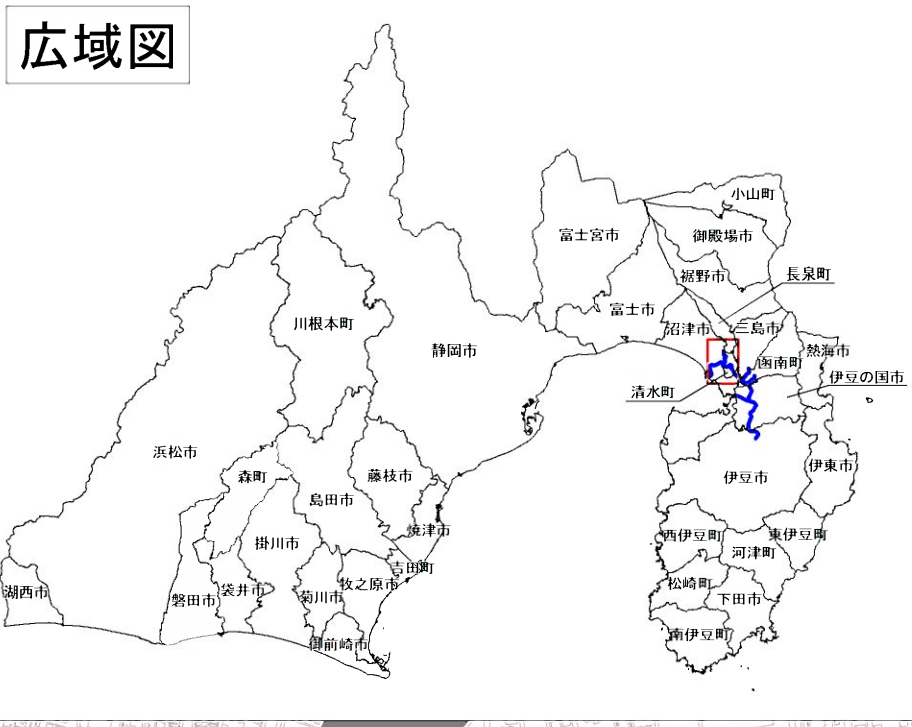 広域図
小山町
富士宮市
御殿場市
裾野市
長泉町
富士市
川根本町
沼津市
三島市
静岡市
熱海市
函南町
伊豆の国市
清水町
浜松市
伊東市
藤枝市
森町
伊豆市
島田市
焼津市
西伊豆町
東伊豆町
掛川市
河津町
吉田町
牧之原市
松崎町
湖西市
袋井市
菊川市
磐田市
下田市
南伊豆町
御前崎市